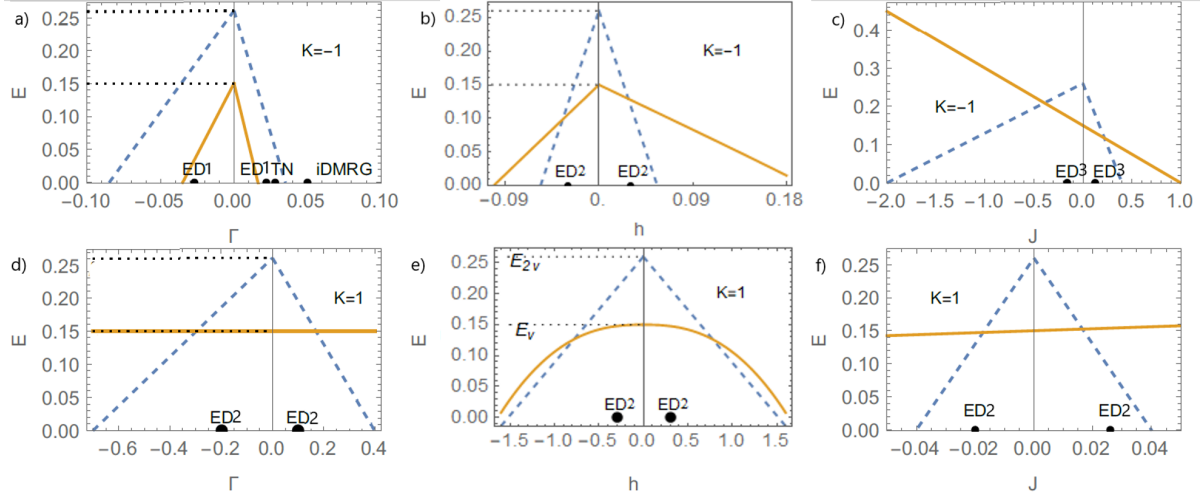 a)
0.25
0.20
0.15
0.10
0.05
0.00
E
K=−1
ED1
ED1TN
iDMRG
-0.10 -0.05 0.00 0.05 0.10
Γ
b)
0.25
0.20
0.15
0.10
0.05
0.00
E
K=−1
ED2
ED2
-0.09 0. 0.09 0.18
h
c)
0.4
0.3
0.2
0.1
0.0
E
K=−1
ED3
ED3
-2.0 -1.5 -1.0 -0.5 0.0 0.5 1.0
J
d)
0.25
0.20
0.15
0.10
0.05
0.00
E
K=1
ED2
ED2
-0.6 -0.4 -0.2 0.0 0.2 0.4
Γ
e)
0.25
0.20
0.15
0.10
0.05
0.00
E
E2v
Ev
K=1
ED2
ED2
-1.5 -1.0 -0.5 0.0 0.5 1.0 1.5
h
f)
0.25
0.20
0.15
0.10
0.05
0.00
E
K=1
ED2
ED2
-0.04 -0.02 0.00 0.02 0.04
J